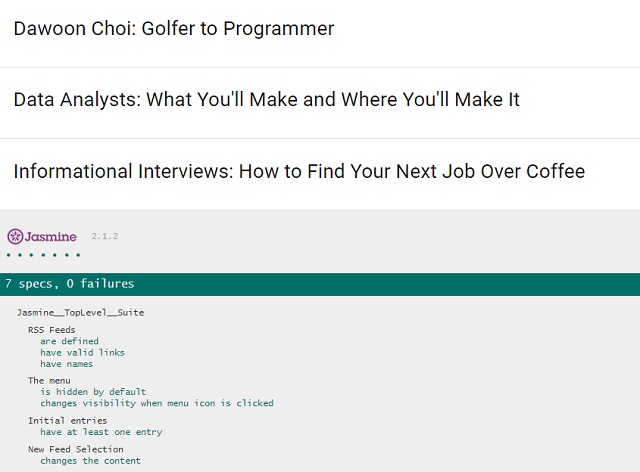 Dawoon Choi: Golfer to Programmer
Data Analysts: What You'll Make and Where You'll Make It
Informational Interviews: How to Find Your Next Job Over Coffee
Jasmine 2.1.2
7 specs, 0 failures
Jasmine__TopLevel__Suite
RSS Feeds
are defined
have valid links
have names
The menu
is hidden by default
changes visibility when menu icon is clicked
Initial entries
have at least one entry
New Feed Selection
changes the content